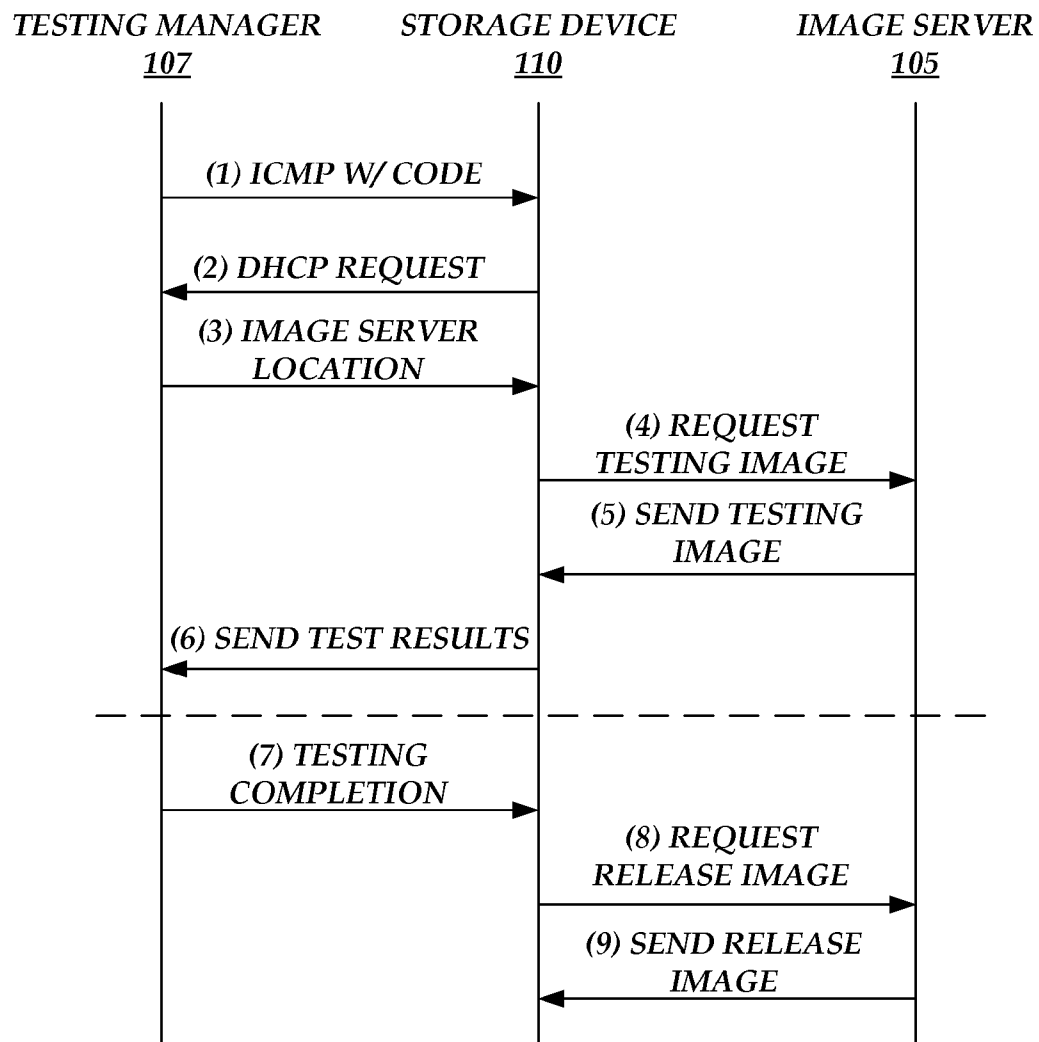 TESTING MANAGER
107
STORAGE DEVICE
110
IMAGE SERVER
105
(1) ICMP W/ CODE
(2) DHCP REQUEST
(3) IMAGE SERVER
LOCATION
(4) REQUEST
TESTING IMAGE
(5) SEND TESTING
IMAGE
(6) SEND TEST RESULTS
(7) TESTING
COMPLETION
(8) REQUEST
RELEASE IMAGE
(9) SEND RELEASE
IMAGE